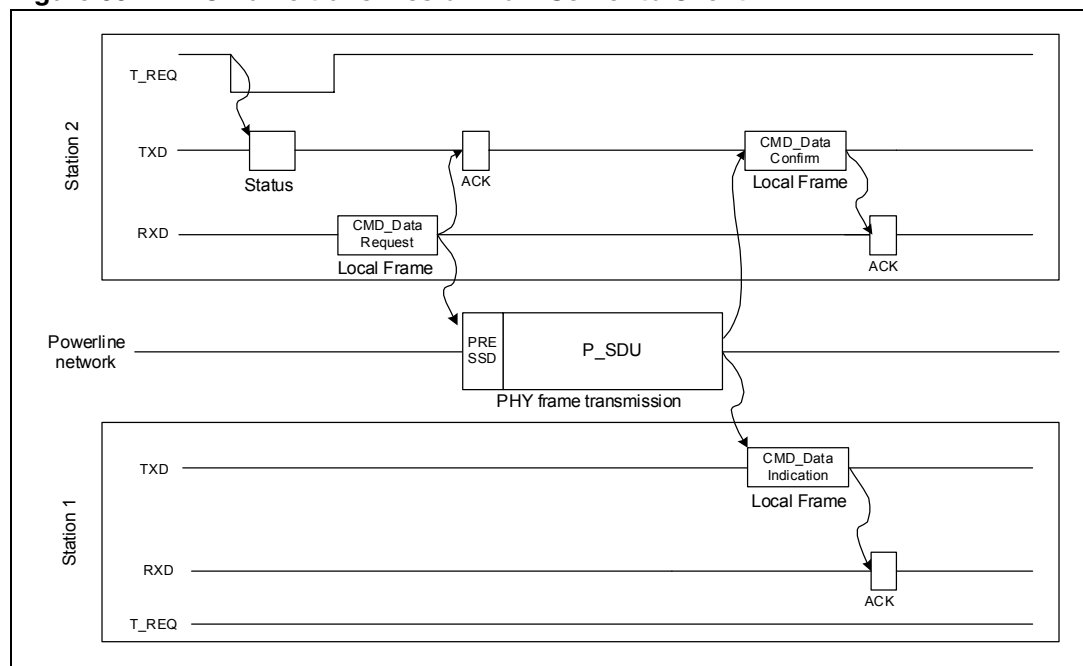 T_REQ
Station 2
TXD
Status
ACK
CMD_Data
Confirm
Local Frame
RXD
CMD_Data
Request
Local Frame
ACK
Powerline
network
PRE
SSD
P_SDU
PHY frame transmission
Station 1
TXD
CMD_Data
Indication
Local Frame
RXD
ACK
T_REQ